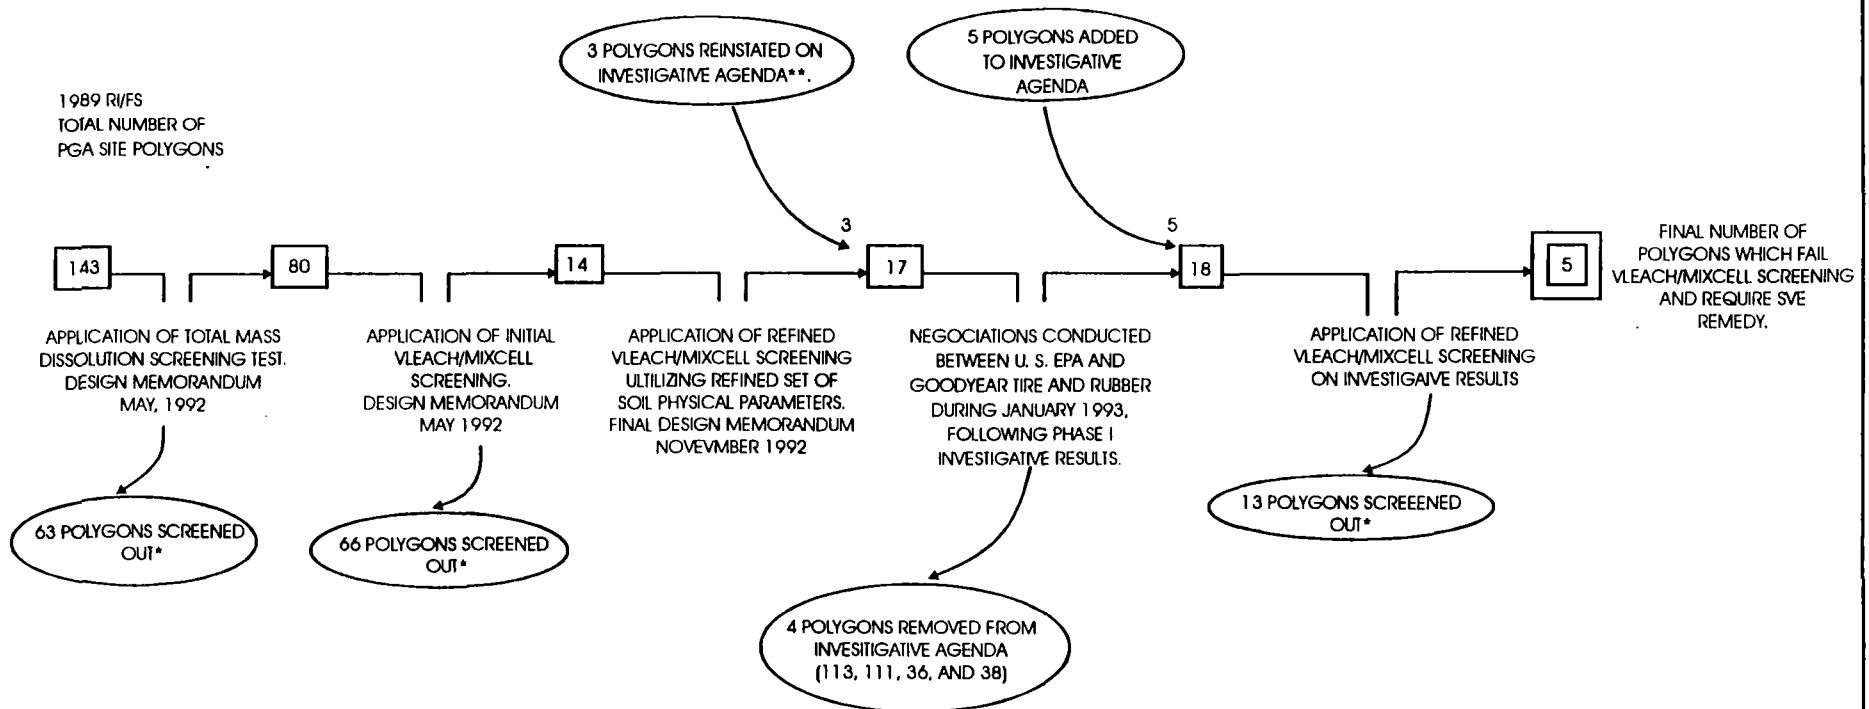 3 POLYGONS REINSTATED ON
INVESTIGATIVE AGENDA**.
5 POLYGONS ADDED
TO INVESTIGATIVE
AGENDA
1989 RI/FS
TOTAL NUMBER OF
PGA SITE POLYGONS
3
5
143
80
14
17
18
5
FINAL NUMBER OF
POLYGONS WHICH FAIL
VLEACH/MIXCELL SCREENING
AND REQUIRE SVE
REMEDY.
APPLICATION OF TOTAL MASS
DISSOLUTION SCREENING TEST.
DESIGN MEMORANDUM
MAY, 1992
APPLICATION OF INITIAL
VLEACH/MIXCELL
SCREENING.
DESIGN MEMORANDUM
MAY 1992
APPLICATION OF REFINED
VLEACH/MIXCELL SCREENING
ULTILIZING REFINED SET OF
SOIL PHYSICAL PARAMETERS.
FINAL DESIGN MEMORANDUM
NOVEVMBER 1992
NEGOCIATIONS CONDUCTED
BETWEEN U. S. EPA AND
GOODYEAR TIRE AND RUBBER
DURING JANUARY 1993,
FOLLOWING PHASE I
INVESTIGATIVE RESULTS.
APPLICATION OF REFINED
VLEACH/MIXCELL SCREENING
ON INVESTIGAIVE RESULTS
63 POLYGONS SCREENED
OUT*
66 POLYGONS SCREENED
OUT*
4 POLYGONS REMOVED FROM
INVESITIGATIVE AGENDA
(113, 111, 36, AND 38)
13 POLYGONS SCREEENED
OUT*